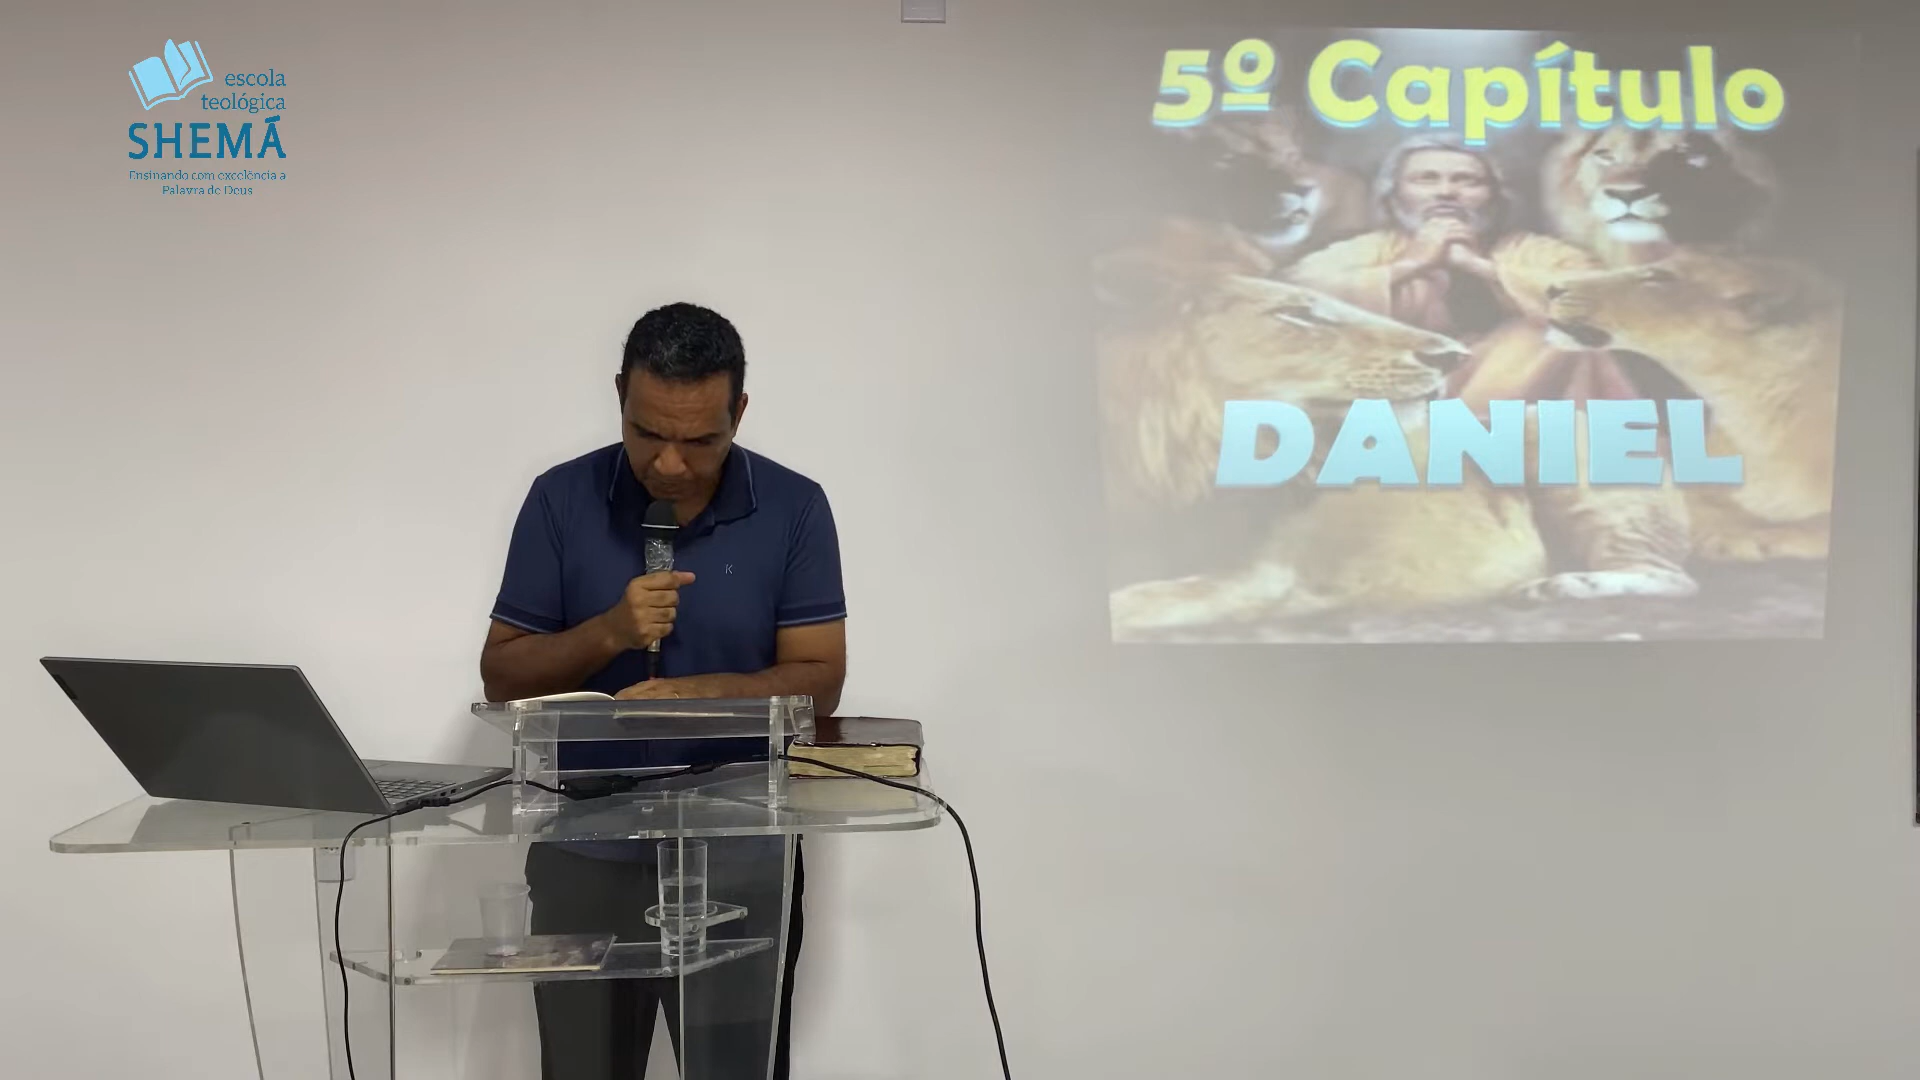 escola
teológica
SHEMÁ
Ensinando com excelência a
Palavra de Deus
5º Capítulo
DANIEL
K